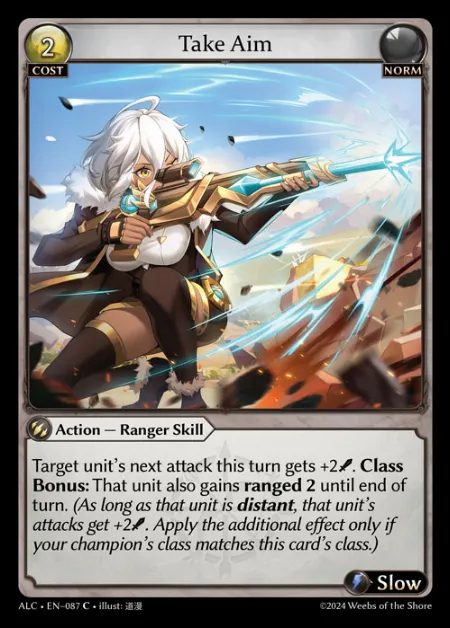 2
Take Aim
COST
NORM
Action — Ranger Skill
Target unit's next attack this turn gets +2. Class
Bonus: That unit also gains ranged 2 until end of
turn. (As long as that unit is distant, that unit's
attacks get +2. Apply the additional effect only if
your champion's class matches this card's class.)
Slow
ALC • EN-087 C • illust: 道漫
©2024 Weebs of the Shore